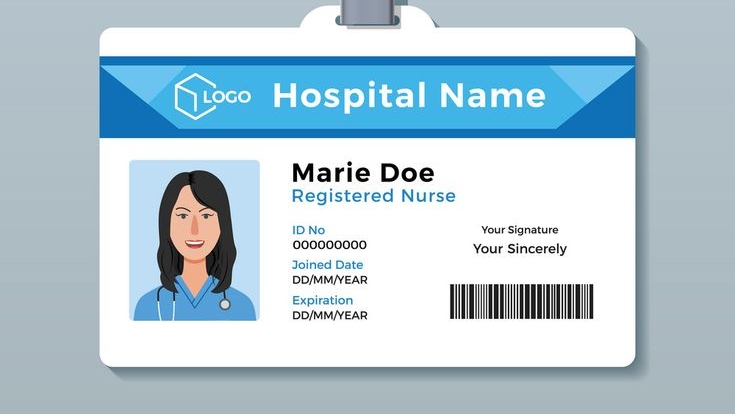 LOGO
Hospital Name
Marie Doe
Registered Nurse
ID No
000000000
Joined Date
DD/MM/YEAR
Expiration
DD/MM/YEAR
Your Signature
Your Sincerely